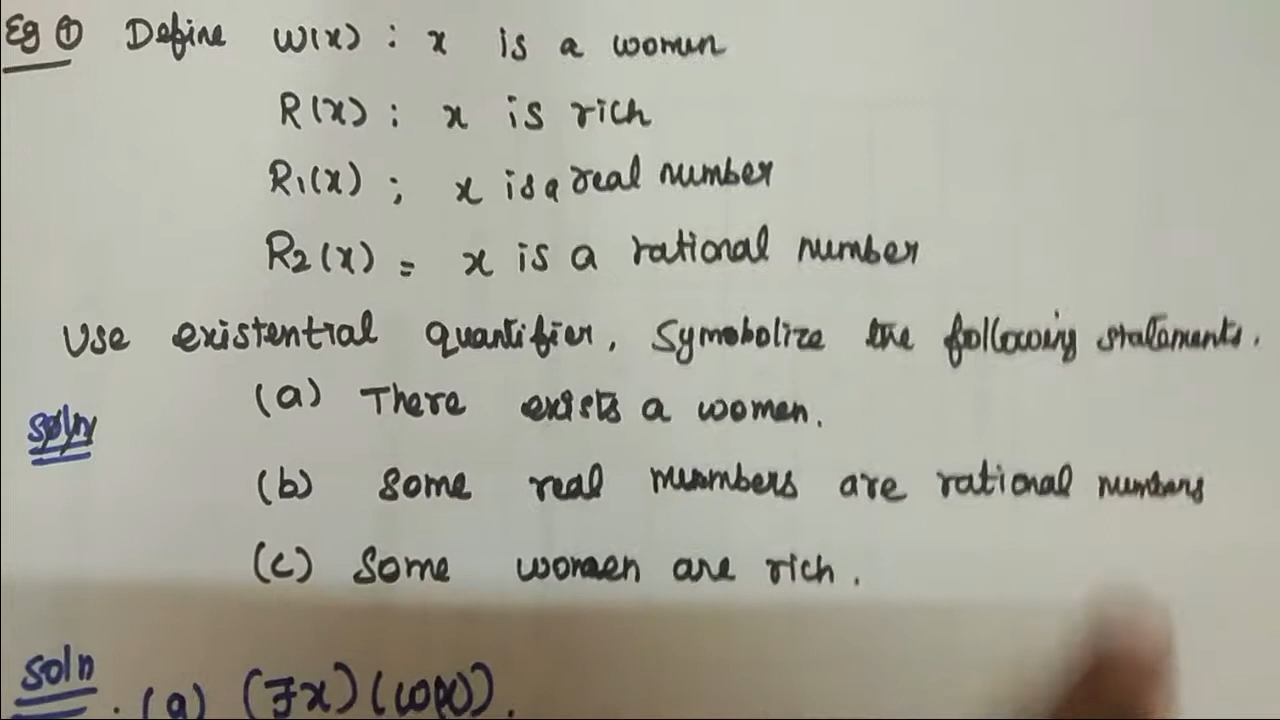 Eg ① Define W(x) : x is a women
R(x) : x is rich
R₁(x) ; x is a real number
R₂(x) = x is a rational number
Use existential quantifier, Symobolize the following statements.
(a) There exists a women.
soln
(b) Some real numbers are rational numbers
(c) Some women are rich.
soln . (a) (∃x) (W(x)).